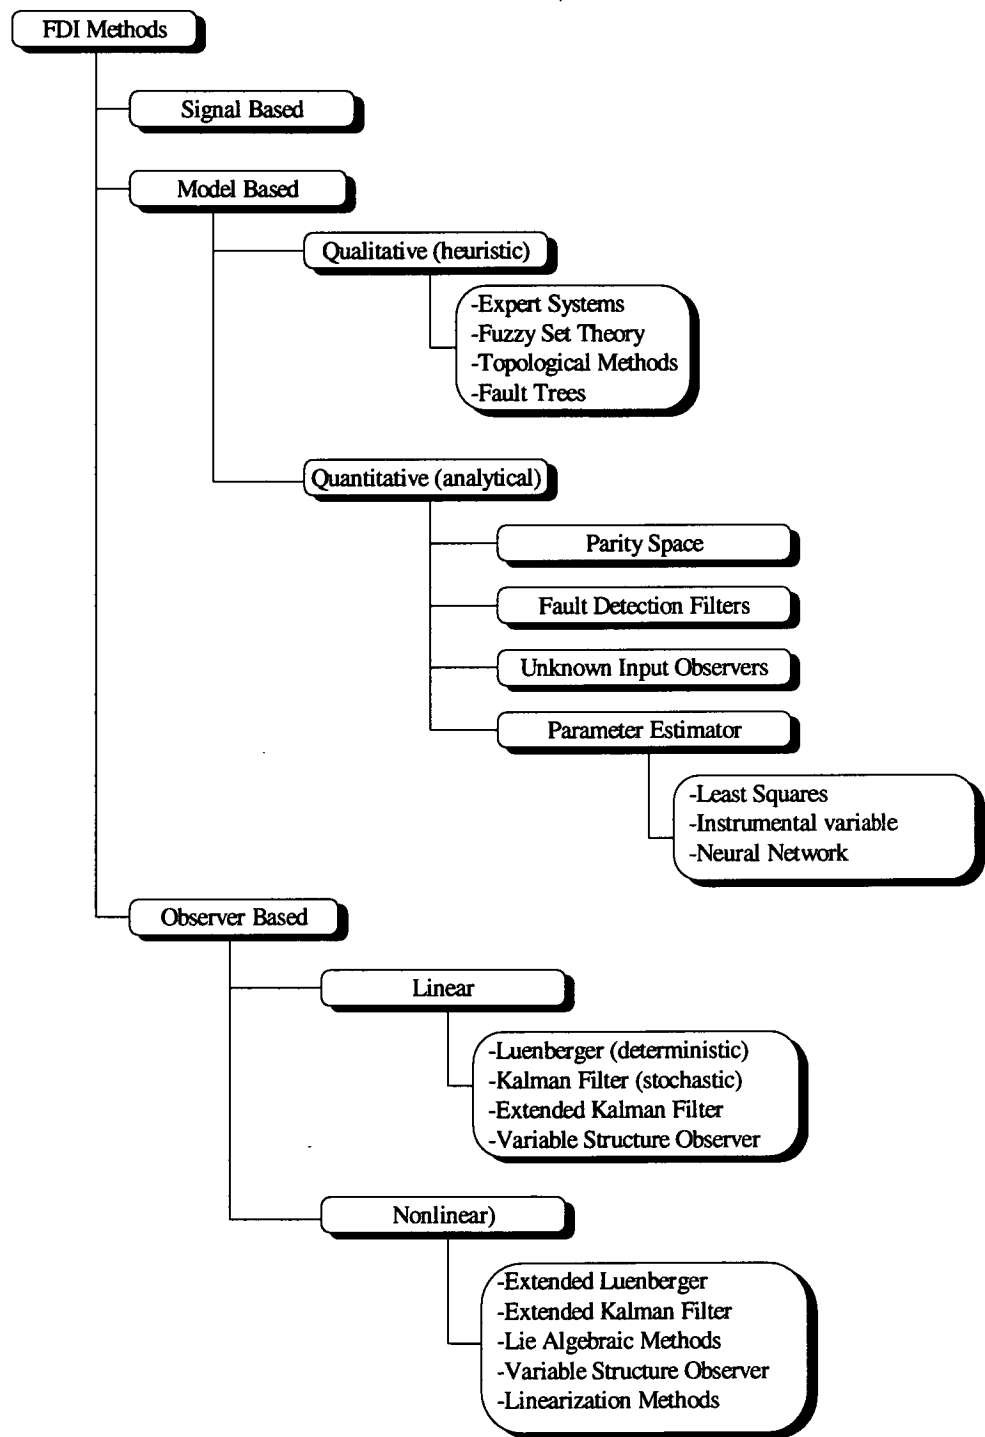 FDI Methods
Signal Based
Model Based
Qualitative (heuristic)
-Expert Systems
-Fuzzy Set Theory
-Topological Methods
-Fault Trees
Quantitative (analytical)
Parity Space
Fault Detection Filters
Unknown Input Observers
Parameter Estimator
-Least Squares
-Instrumental variable
-Neural Network
Observer Based
Linear
-Luenberger (deterministic)
-Kalman Filter (stochastic)
-Extended Kalman Filter
-Variable Structure Observer
Nonlinear)
-Extended Luenberger
-Extended Kalman Filter
-Lie Algebraic Methods
-Variable Structure Observer
-Linearization Methods